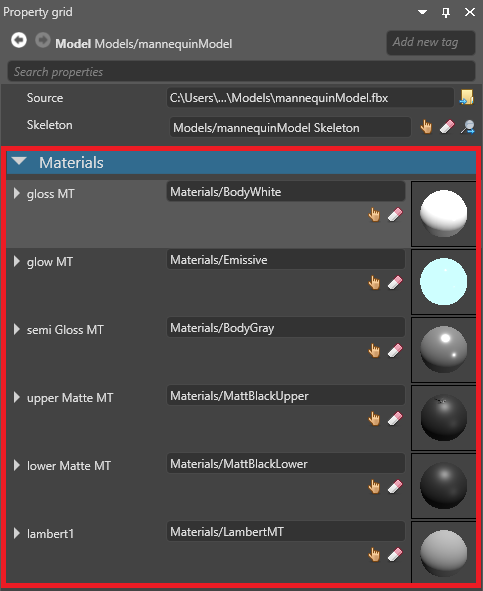 Property grid
Model Models/mannequinModel
Add new tag
Search properties
Source C:\Users\...\Models\mannequinModel.fbx
Skeleton Models/mannequinModel Skeleton
Materials
gloss MT Materials/BodyWhite
glow MT Materials/Emissive
semi Gloss MT Materials/BodyGray
upper Matte MT Materials/MattBlackUpper
lower Matte MT Materials/MattBlackLower
lambert1 Materials/LambertMT